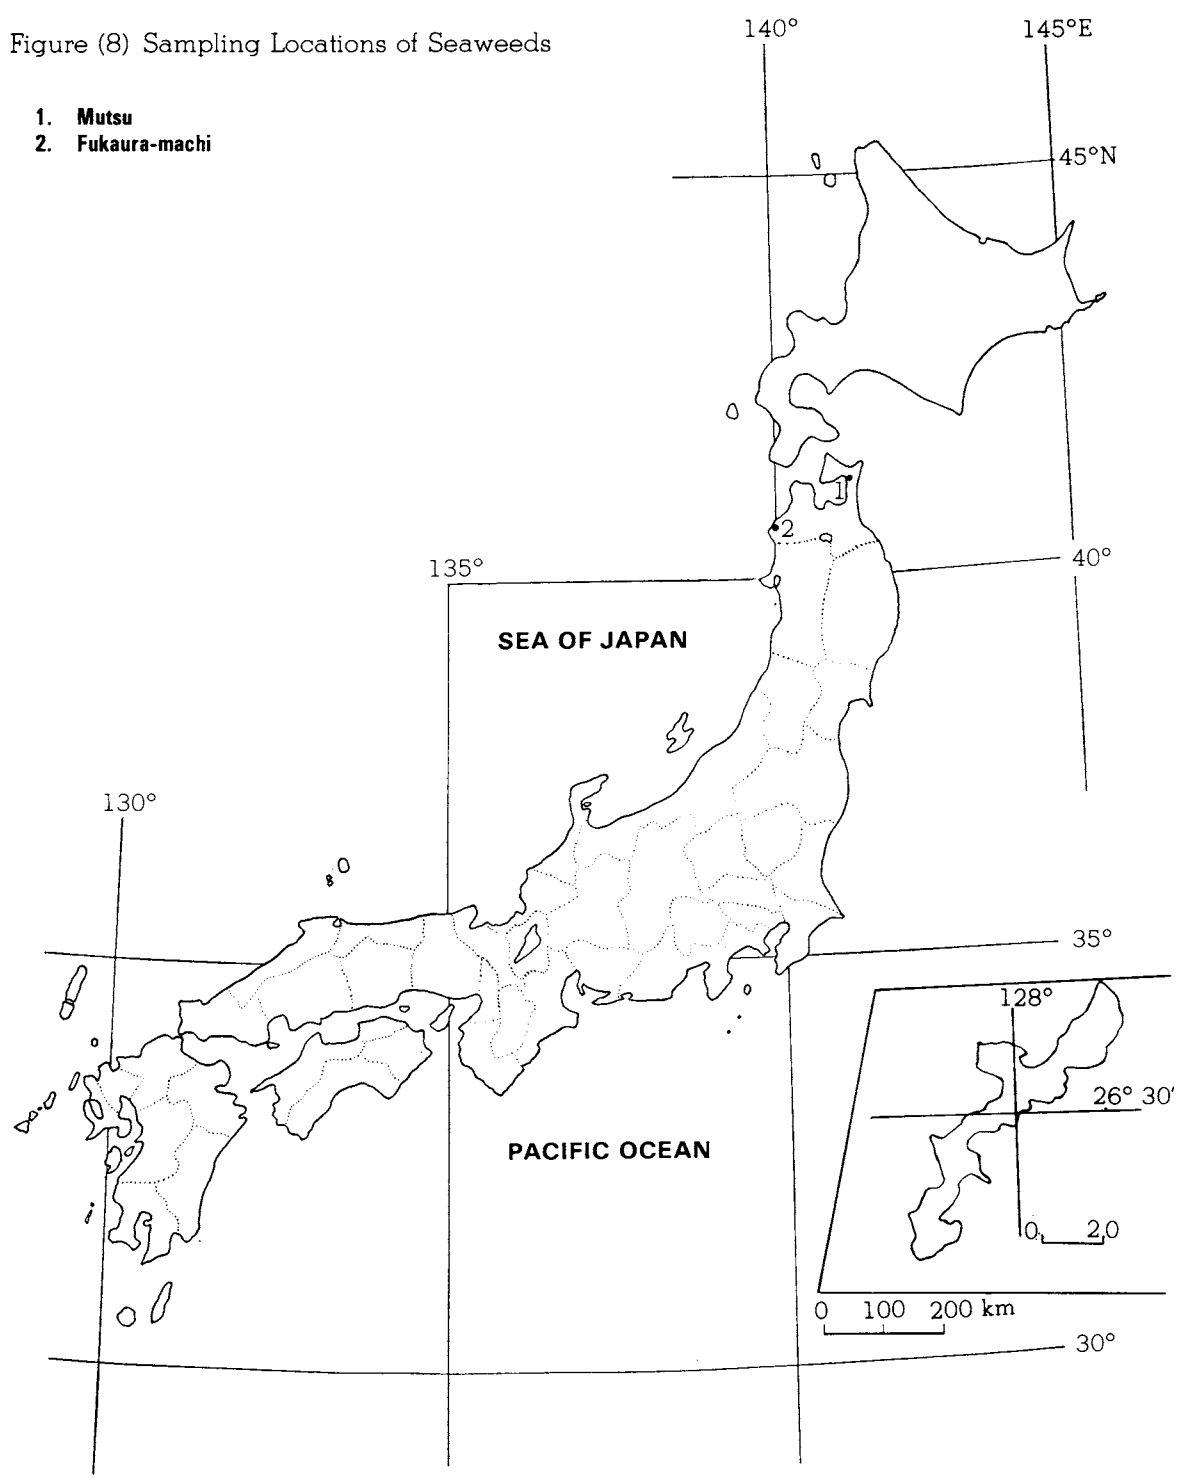 Figure (8) Sampling Locations of Seaweeds
1. Mutsu
2. Fukaura-machi
140°
145°E
45°N
1
2
40°
135°
SEA OF JAPAN
130°
35°
128°
26° 30′
PACIFIC OCEAN
0 20
0 100 200 km
30°